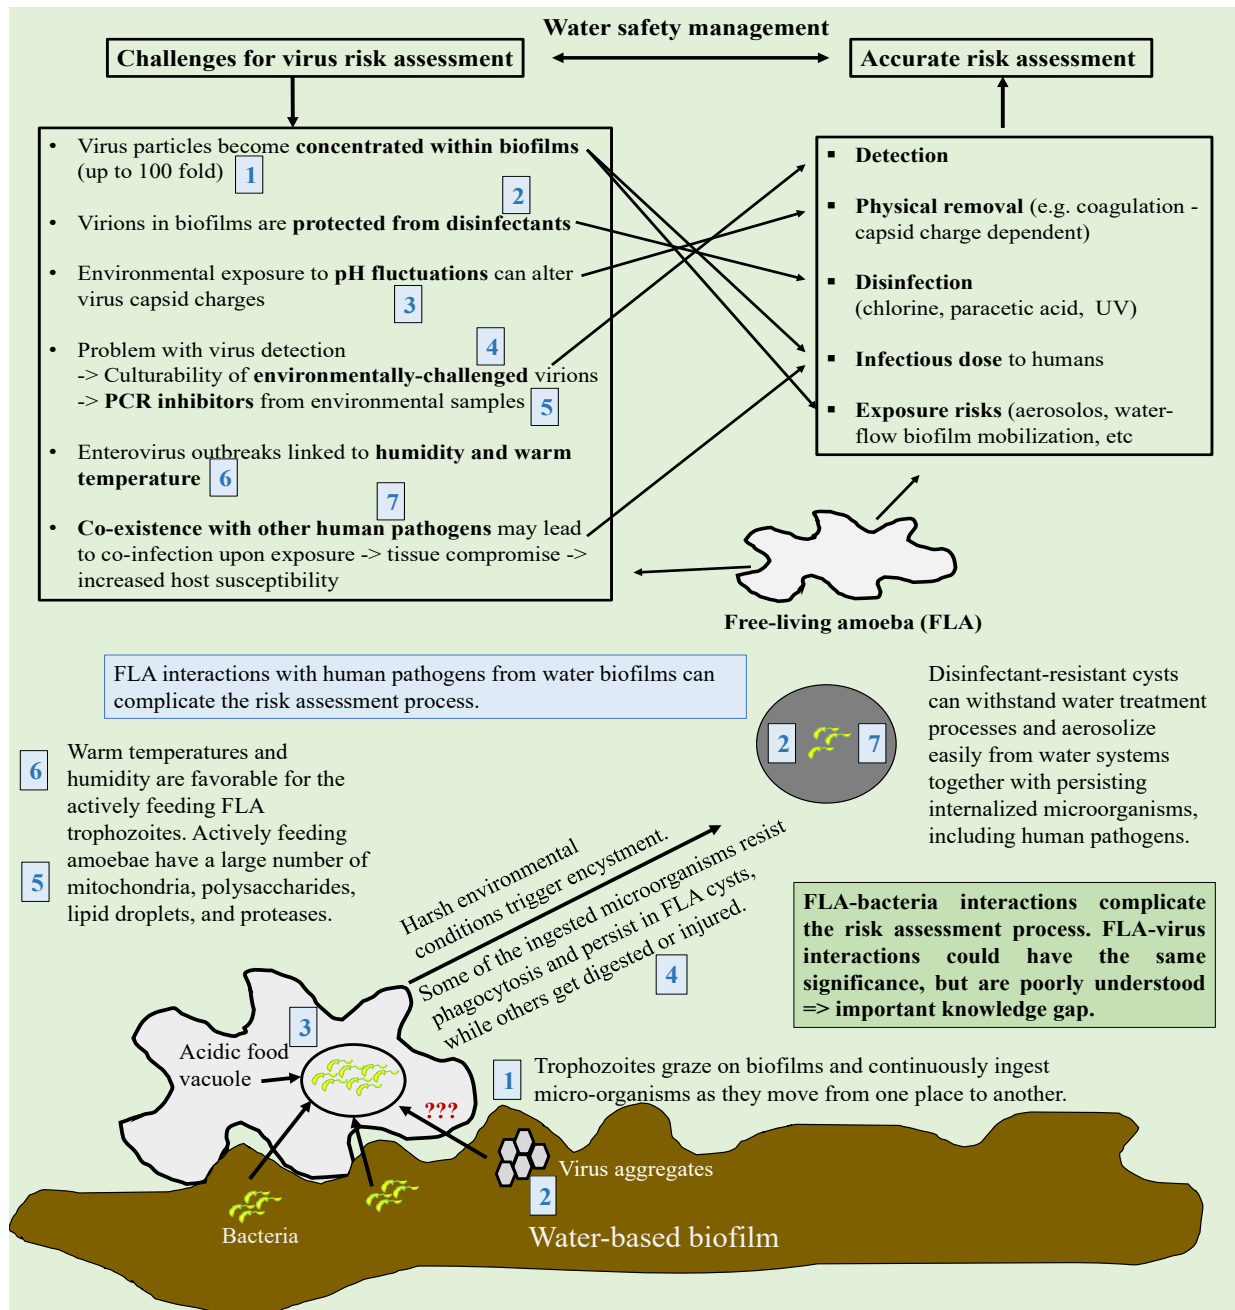 Water safety management
Challenges for virus risk assessment
Accurate risk assessment
• Virus particles become concentrated within biofilms
(up to 100 fold)
1
2
• Virions in biofilms are protected from disinfectants
• Environmental exposure to pH fluctuations can alter
virus capsid charges
3
4
• Problem with virus detection
-> Culturability of environmentally-challenged virions
-> PCR inhibitors from environmental samples
5
• Enterovirus outbreaks linked to humidity and warm
temperature
6
7
• Co-existence with other human pathogens may lead
to co-infection upon exposure -> tissue compromise ->
increased host susceptibility
▪ Detection
▪ Physical removal (e.g. coagulation -
capsid charge dependent)
▪ Disinfection
(chlorine, paracetic acid, UV)
▪ Infectious dose to humans
▪ Exposure risks (aerosolos, water-
flow biofilm mobilization, etc
Free-living amoeba (FLA)
FLA interactions with human pathogens from water biofilms can
complicate the risk assessment process.
2
7
Disinfectant-resistant cysts
can withstand water treatment
processes and aerosolize
easily from water systems
together with persisting
internalized microorganisms,
including human pathogens.
6
Warm temperatures and
humidity are favorable for the
actively feeding FLA
trophozoites. Actively feeding
amoebae have a large number of
mitochondria, polysaccharides,
lipid droplets, and proteases.
5
Harsh environmental
conditions trigger encystment.
Some of the ingested microorganisms resist
phagocytosis and persist in FLA cysts,
while others get digested or injured.
4
FLA-bacteria interactions complicate
the risk assessment process. FLA-virus
interactions could have the same
significance, but are poorly understood
=> important knowledge gap.
3
Acidic food
vacuole
???
1
Trophozoites graze on biofilms and continuously ingest
micro-organisms as they move from one place to another.
Virus aggregates
2
Bacteria
Water-based biofilm